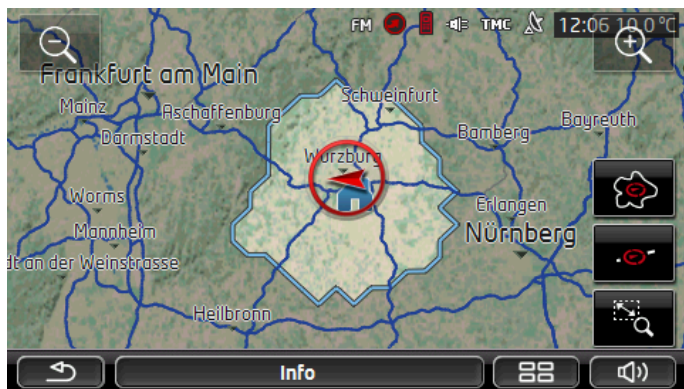 FM TMC 12:06 10.0 °C
Frankfurt am Main
Schweinfurt
Mainz Aschaffenburg
Bayreuth
Darmstadt Bamberg
Würzburg
Worms
Erlangen
Mannheim Nürnberg
dt an der Weinstrasse
Heilbronn
Info